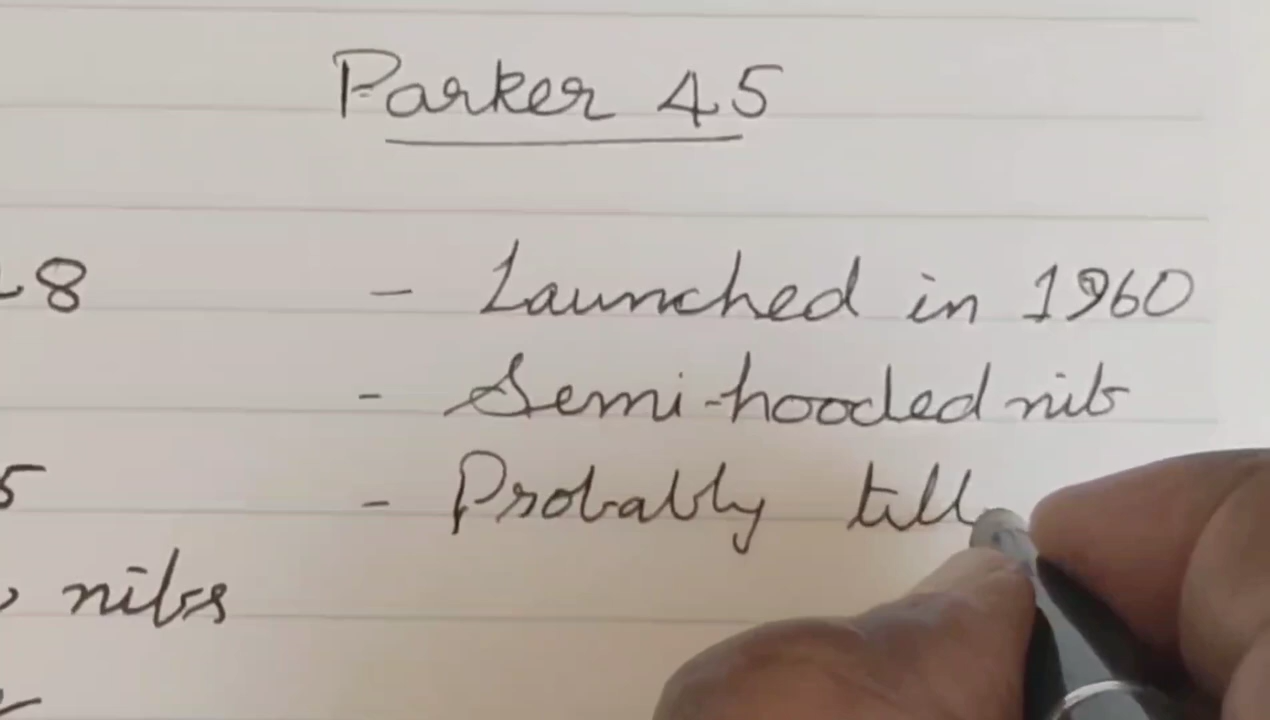 Parker 45
8 - Launched in 1960
- Semi-hooded nib
5 - Probably till
nibs